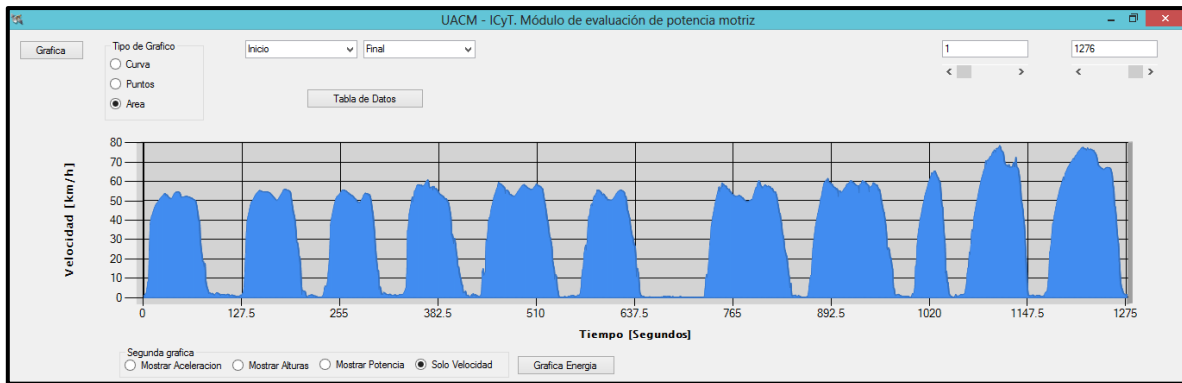 UACM - ICyT. Módulo de evaluación de potencia motriz
Grafica
Tipo de Grafico
Curva
Puntos
Area
Inicio
Final
Tabla de Datos
1
1276
Velocidad [km/h]
80
70
60
50
40
30
20
10
0
0 127.5 255 382.5 510 637.5 765 892.5 1020 1147.5 1275
Tiempo [Segundos]
Segunda grafica
Mostrar Aceleracion Mostrar Alturas Mostrar Potencia Solo Velocidad Grafica Energia